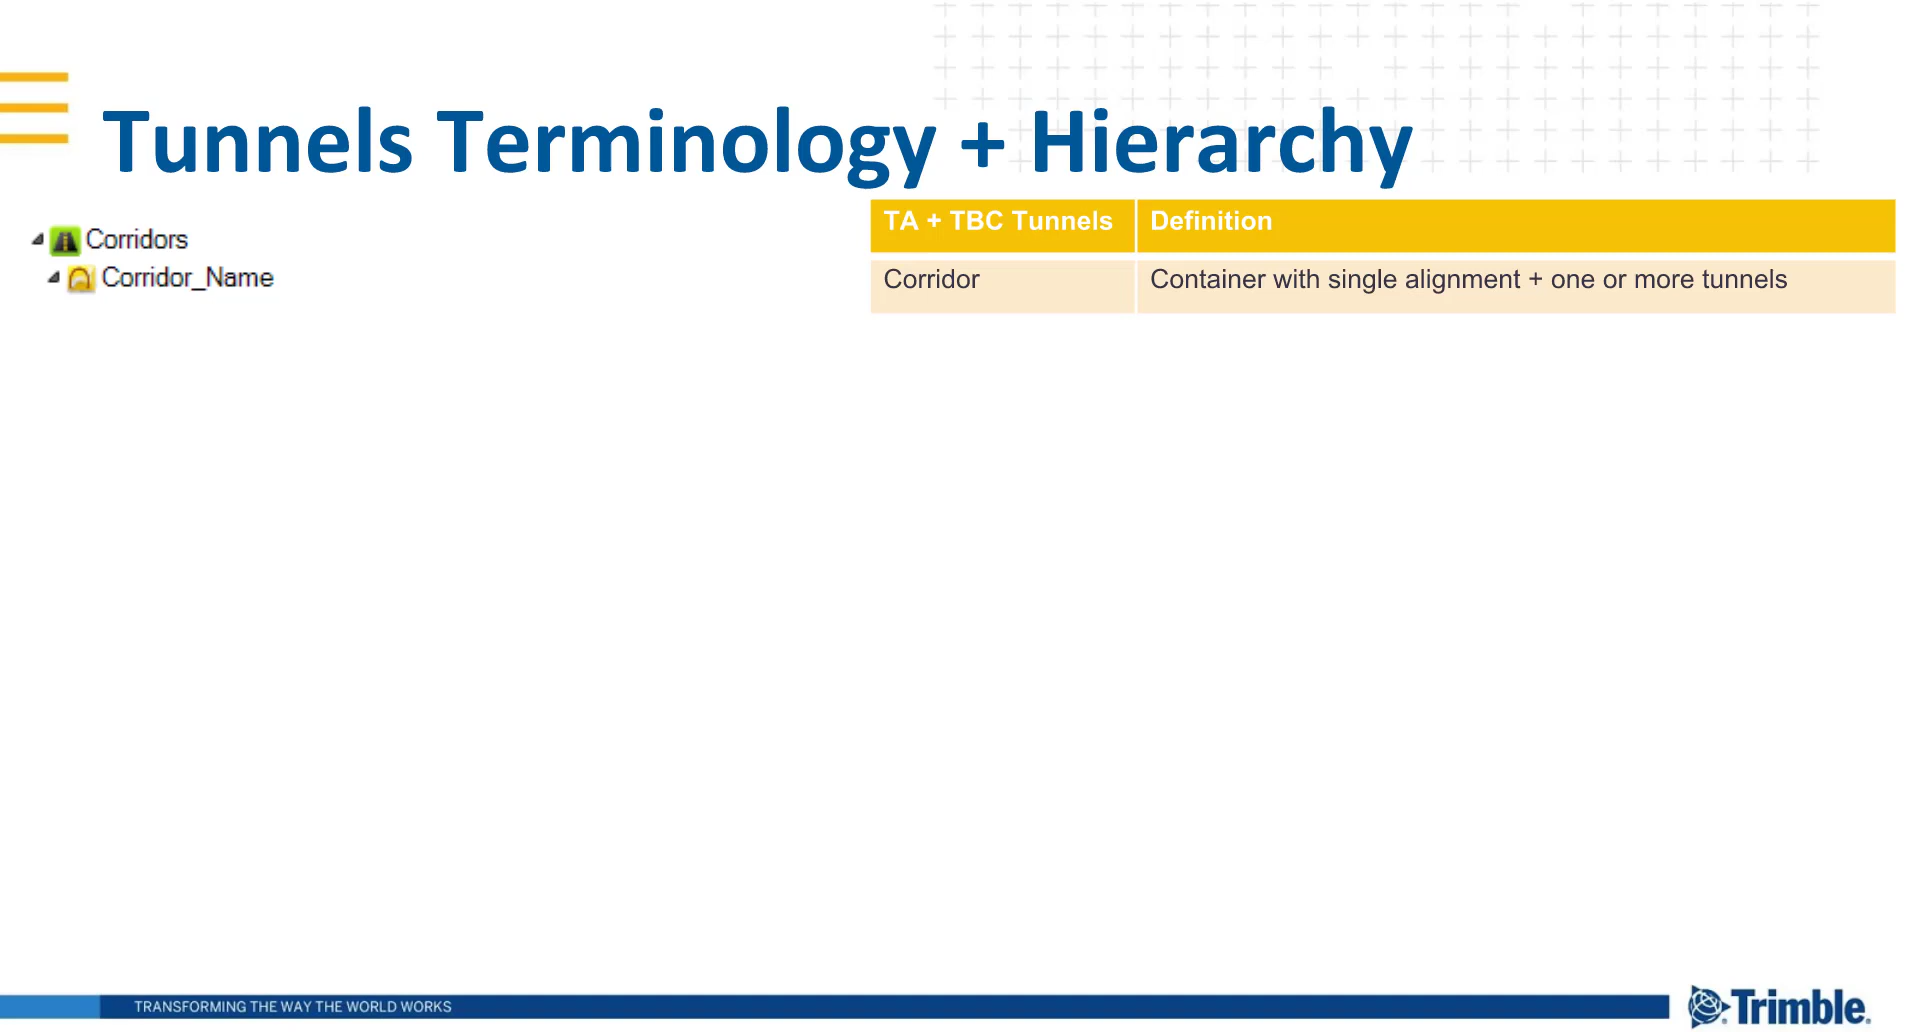 Tunnels Terminology + Hierarchy
Corridors
Corridor_Name
TA + TBC Tunnels Definition
Corridor Container with single alignment + one or more tunnels
TRANSFORMING THE WAY THE WORLD WORKS
Trimble.